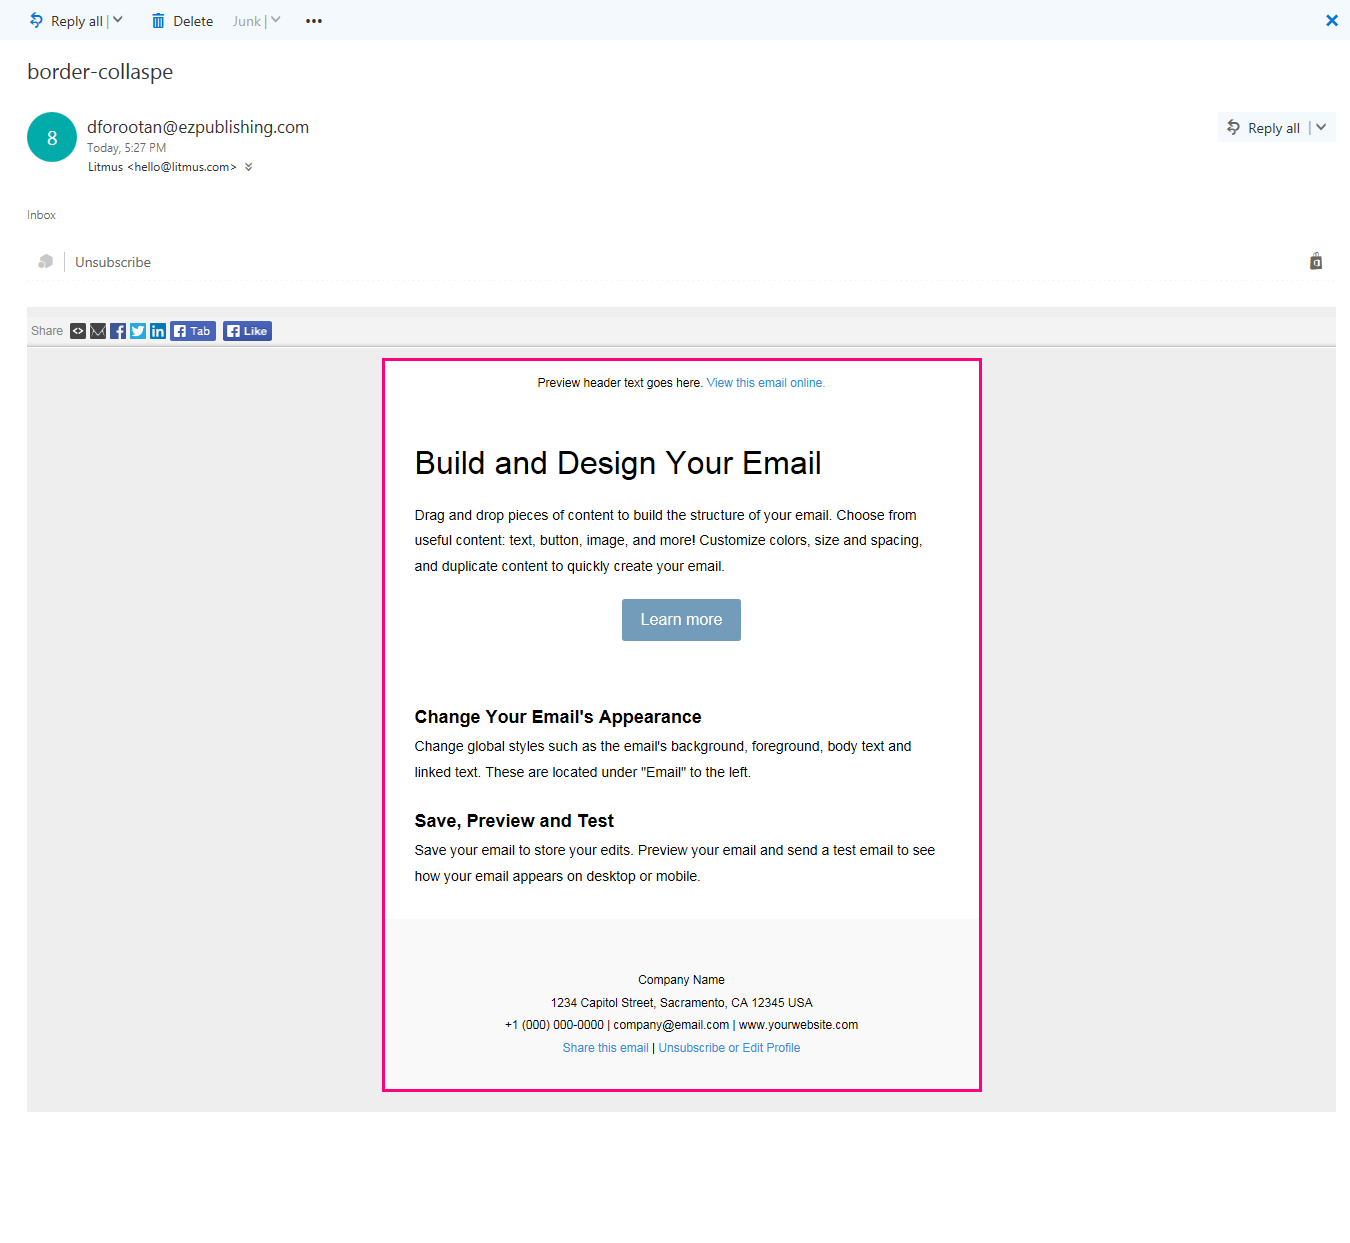 Reply all | Delete Junk | •••
border-collaspe
8
dforootan@ezpublishing.com
Today, 5:27 PM
Litmus <hello@litmus.com>
Reply all |
Inbox
Unsubscribe
Share Tab Like
Preview header text goes here. View this email online.
Build and Design Your Email
Drag and drop pieces of content to build the structure of your email. Choose from
useful content: text, button, image, and more! Customize colors, size and spacing,
and duplicate content to quickly create your email.
Learn more
Change Your Email's Appearance
Change global styles such as the email's background, foreground, body text and
linked text. These are located under "Email" to the left.
Save, Preview and Test
Save your email to store your edits. Preview your email and send a test email to see
how your email appears on desktop or mobile.
Company Name
1234 Capitol Street, Sacramento, CA 12345 USA
+1 (000) 000-0000 | company@email.com | www.yourwebsite.com
Share this email | Unsubscribe or Edit Profile